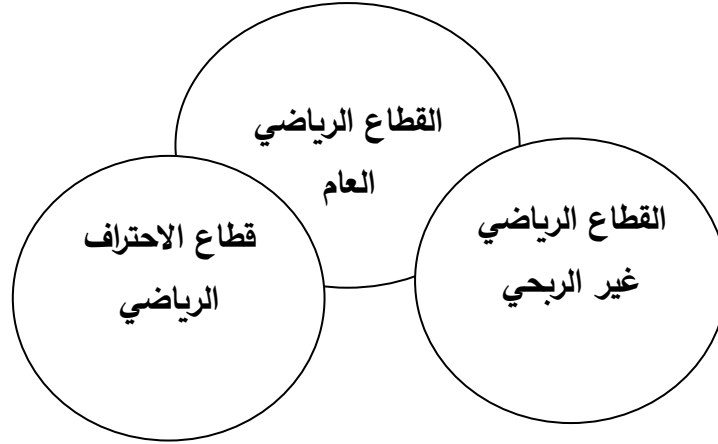 القطاع الرياضي
العام
القطاع الرياضي
غير الربحي
قطاع الاحتراف
الرياضي